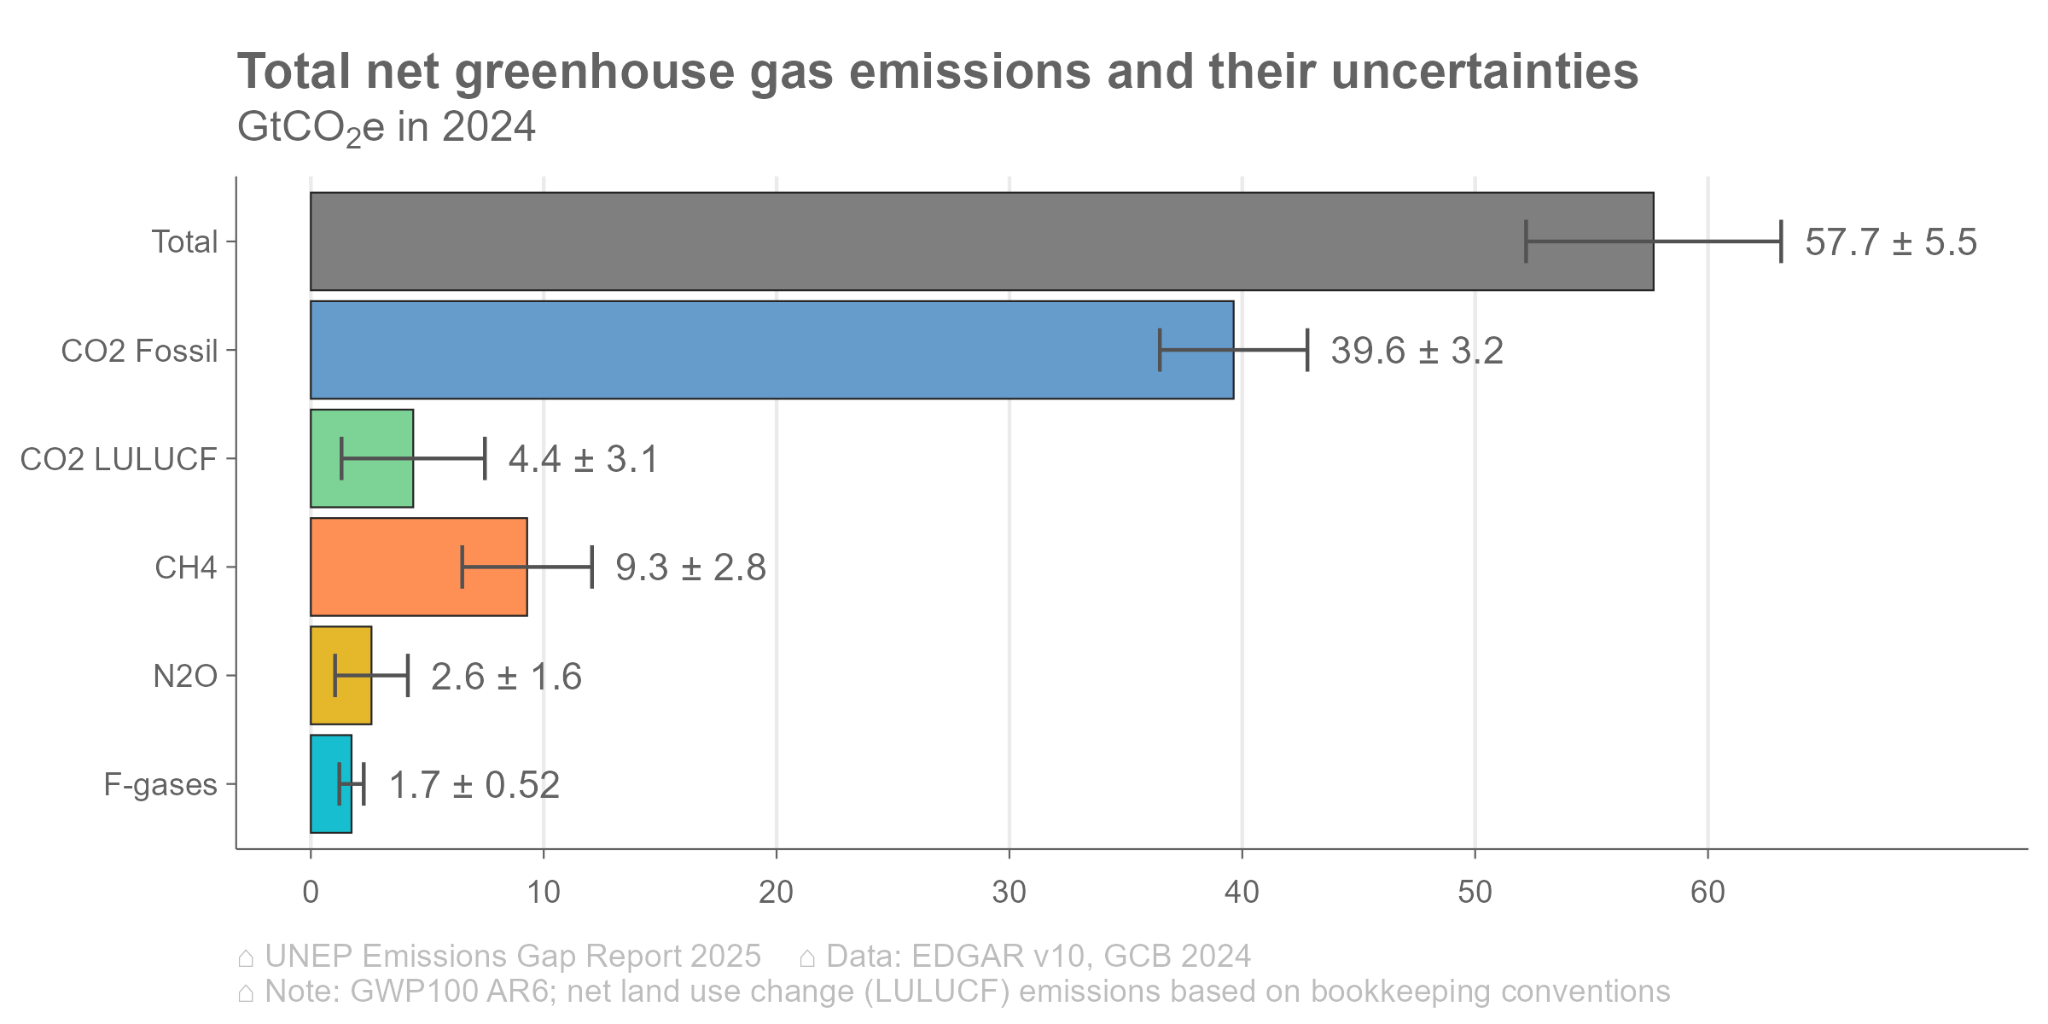 Total net greenhouse gas emissions and their uncertainties
GtCO₂e in 2024
Total 57.7 ± 5.5
CO2 Fossil 39.6 ± 3.2
CO2 LULUCF 4.4 ± 3.1
CH4 9.3 ± 2.8
N2O 2.6 ± 1.6
F-gases 1.7 ± 0.52
0 10 20 30 40 50 60
⌂ UNEP Emissions Gap Report 2025 ⌂ Data: EDGAR v10, GCB 2024
⌂ Note: GWP100 AR6; net land use change (LULUCF) emissions based on bookkeeping conventions